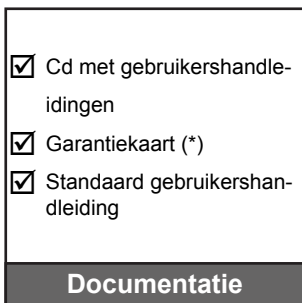 Cd met gebruikershandle-
idingen
Garantiekaart (*)
Standaard gebruikershan-
dleiding
Documentatie